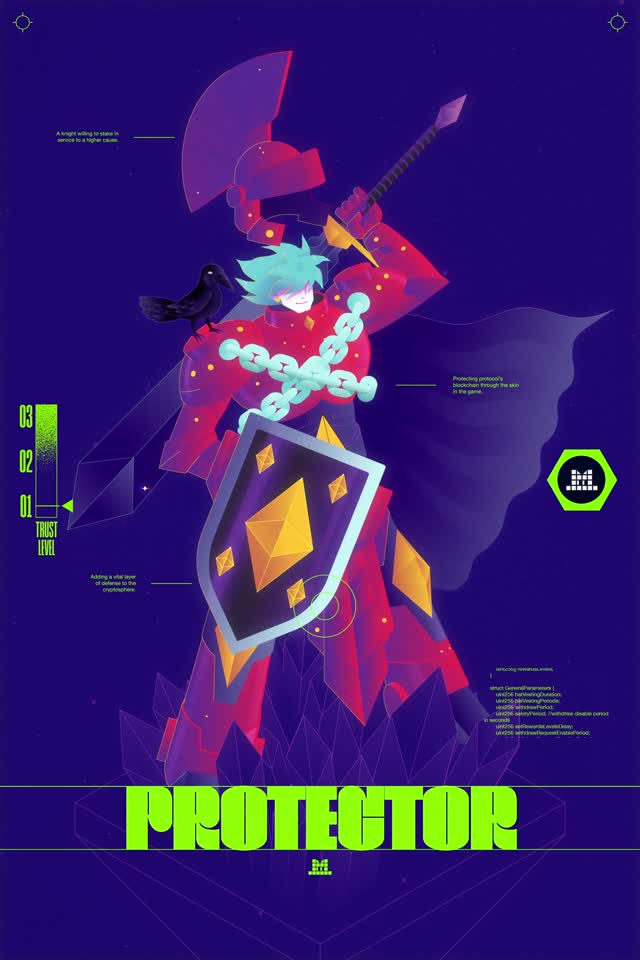 A knight willing to stake in
service to a higher cause.
Protecting protocol's
blockchain through the skin
in the game.
03
02
01
TRUST
LEVEL
Adding a vital layer
of defense to the
cryptosphere.
}
struct GeneralParameters {
uint256 hatVestingDuration;
uint256 hatVestingPeriods;
uint256 withdrawPeriod;
uint256 safetyPeriod; //withdraw disable period
in seconds
uint256 setRewardsLevelsDelay;
uint256 withdrawRequestEnablePeriod;
PROTECTOR